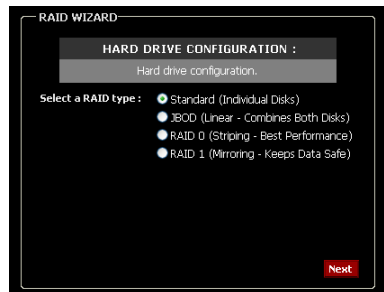 RAID WIZARD
HARD DRIVE CONFIGURATION :
Hard drive configuration.
Select a RAID type : Standard (Individual Disks)
JBOD (Linear - Combines Both Disks)
RAID 0 (Striping - Best Performance)
RAID 1 (Mirroring - Keeps Data Safe)
Next